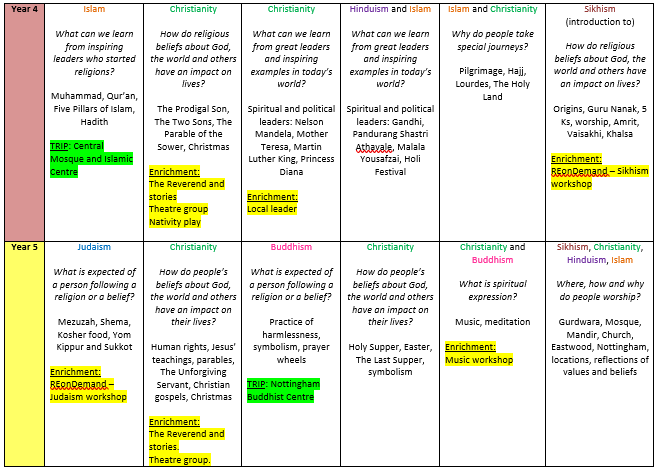 Year 4
Islam
What can we learn
from inspiring
leaders who started
religions?
Muhammad, Qur'an,
Five Pillars of Islam,
Hadith
TRIP: Central
Mosque and Islamic
Centre
Christianity
How do religious
beliefs about God,
the world and others
have an impact on
lives?
The Prodigal Son,
The Two Sons, The
Parable of the
Sower, Christmas
Enrichment:
The Reverend and
stories
Theatre group
Nativity play
Christianity
What can we learn
from great leaders
and inspiring
examples in today's
world?
Spiritual and political
leaders: Nelson
Mandela, Mother
Teresa, Martin
Luther King, Princess
Diana
Enrichment:
Local leader
Hinduism and Islam
What can we learn
from great leaders
and inspiring
examples in today's
world?
Spiritual and political
leaders: Gandhi,
Pandurang Shastri
Athavale, Malala
Yousafzai, Holi
Festival
Islam and Christianity
Why do people take
special journeys?
Pilgrimage, Hajj,
Lourdes, The Holy
Land
Sikhism
(introduction to)
How do religious
beliefs about God, the
world and others have
an impact on lives?
Origins, Guru Nanak, 5
Ks, worship, Amrit,
Vaisakhi, Khalsa
Enrichment:
REonDemand – Sikhism
workshop
Year 5
Judaism
What is expected of
a person following a
religion or a belief?
Mezuzah, Shema,
Kosher food, Yom
Kippur and Sukkot
Enrichment:
REonDemand –
Judaism workshop
Christianity
How do people's
beliefs about God,
the world and others
have an impact on
their lives?
Human rights, Jesus'
teachings, parables,
The Unforgiving
Servant, Christian
gospels, Christmas
Enrichment:
The Reverend and
stories.
Theatre group.
Buddhism
What is expected of
a person following a
religion or a belief?
Practice of
harmlessness,
symbolism, prayer
wheels
TRIP: Nottingham
Buddhist Centre
Christianity
How do people's
beliefs about God,
the world and others
have an impact on
their lives?
Holy Supper, Easter,
The Last Supper,
symbolism
Christianity and
Buddhism
What is spiritual
expression?
Music, meditation
Enrichment:
Music workshop
Sikhism, Christianity,
Hinduism, Islam
Where, how and why
do people worship?
Gurdwara, Mosque,
Mandir, Church,
Eastwood, Nottingham,
locations, reflections of
values and beliefs